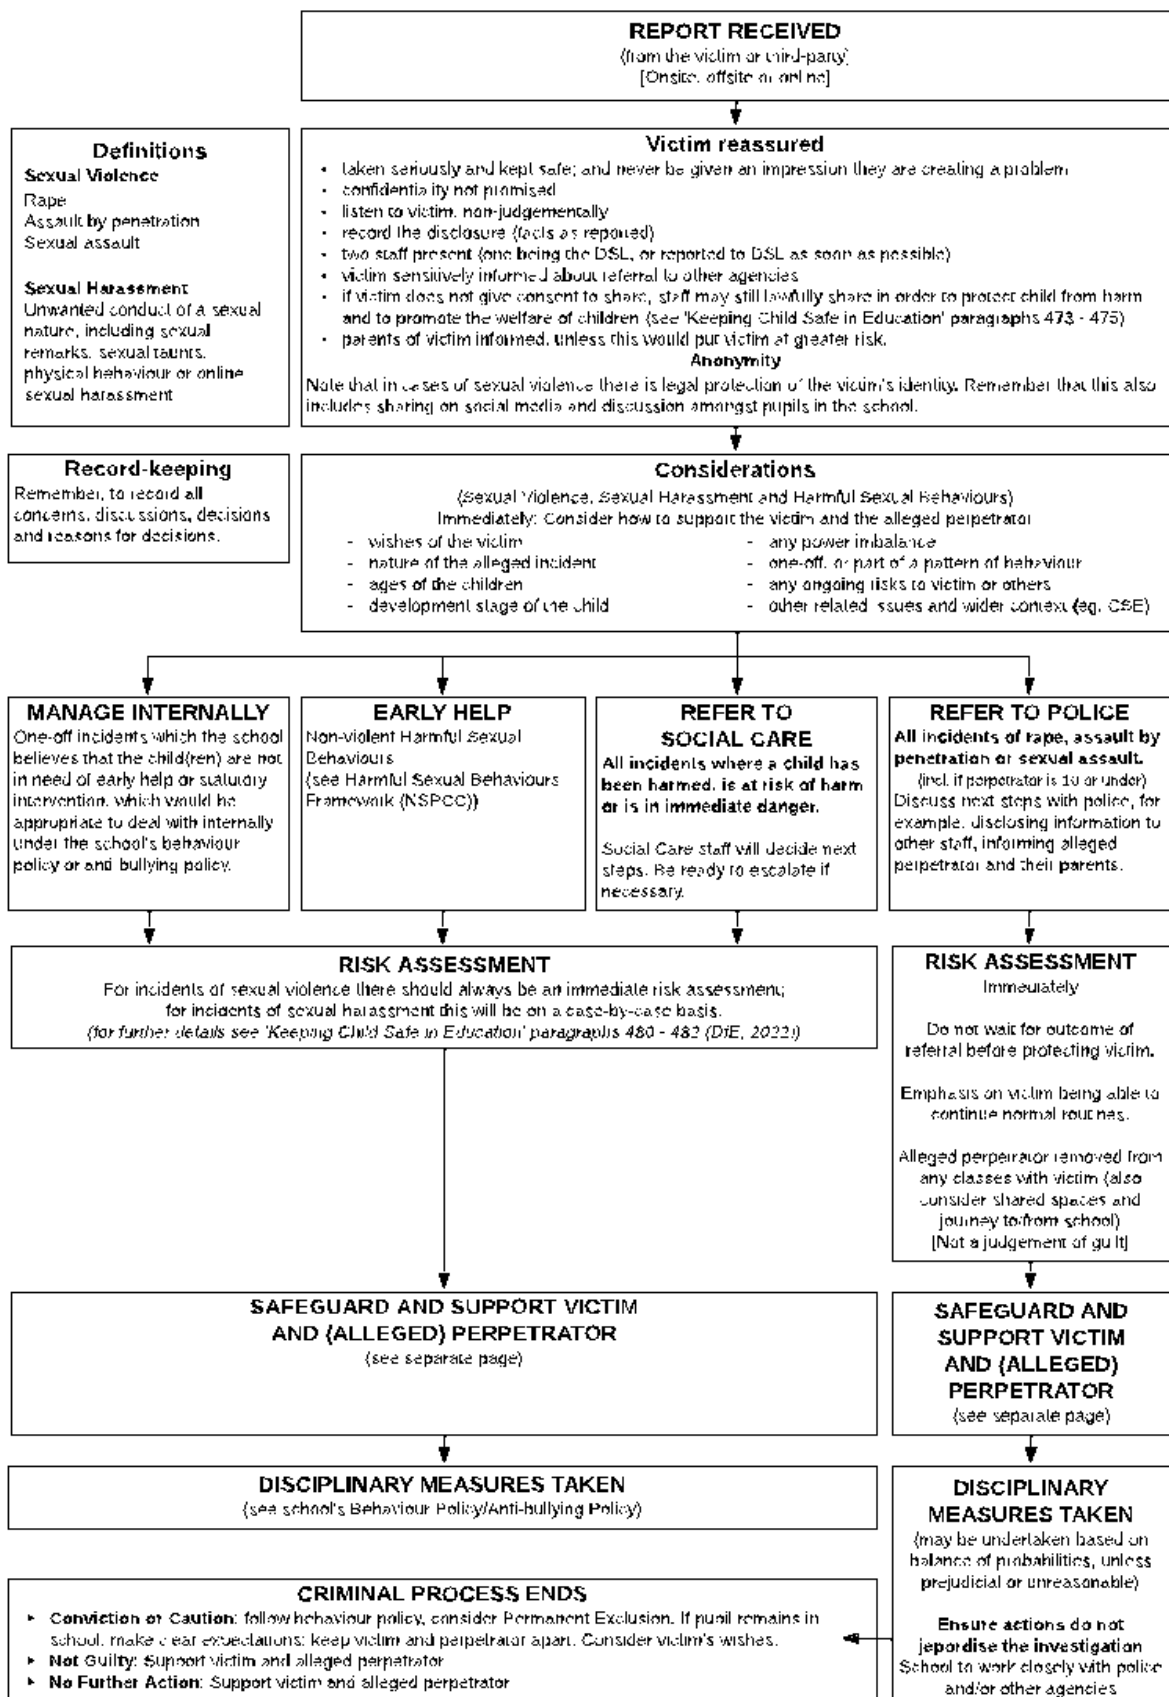 REPORT RECEIVED
(from the victim or third-party)
[Onsite, offsite or online]
Definitions
Sexual Violence
Rape
Assault by penetration
Sexual assault
Sexual Harassment
Unwanted conduct of a sexual
nature, including sexual
remarks, sexual taunts,
physical behaviour or online
sexual harassment
Victim reassured
• taken seriously and kept safe; and never be given an impression they are creating a problem
• confidentiality not promised
• listen to victim, non-judgementally
• record the disclosure (facts as reported)
• two staff present (one being the DSL, or reported to DSL as soon as possible)
• victim sensitively informed about referral to other agencies
• if victim does not give consent to share, staff may still lawfully share in order to protect child from harm
and to promote the welfare of children (see 'Keeping Child Safe in Education' paragraphs 473 - 475)
• parents of victim informed, unless this would put victim at greater risk.
Anonymity
Note that in cases of sexual violence there is legal protection of the victim's identity. Remember that this also
includes sharing on social media and discussion amongst pupils in the school.
Record-keeping
Remember, to record all
concerns, discussions, decisions
and reasons for decisions.
Considerations
(Sexual Violence, Sexual Harassment and Harmful Sexual Behaviours)
Immediately: Consider how to support the victim and the alleged perpetrator
- wishes of the victim
- nature of the alleged incident
- ages of the children
- development stage of the child
- any power imbalance
- one-off, or part of a pattern of behaviour
- any ongoing risks to victim or others
- other related issues and wider context (eg. CSE)
MANAGE INTERNALLY
One-off incidents which the school
believes that the child(ren) are not
in need of early help or statutory
intervention, which would be
appropriate to deal with internally
under the school's behaviour
policy or anti bullying policy.
EARLY HELP
Non-violent Harmful Sexual
Behaviours
(see Harmful Sexual Behaviours
Framework (NSPCC))
REFER TO
SOCIAL CARE
All incidents where a child has
been harmed, is at risk of harm
or is in immediate danger.
Social Care staff will decide next
steps. Be ready to escalate if
necessary.
REFER TO POLICE
All incidents of rape, assault by
penetration or sexual assault.
(incl. if perpetrator is 10 or under)
Discuss next steps with police, for
example, disclosing information to
other staff, informing alleged
perpetrator and their parents.
RISK ASSESSMENT
For incidents of sexual violence there should always be an immediate risk assessment;
for incidents of sexual harassment this will be on a case-by-case basis.
(for further details see 'Keeping Child Safe in Education' paragraphs 480 - 482 (DfE, 2022))
RISK ASSESSMENT
Immediately
Do not wait for outcome of
referral before protecting victim.
Emphasis on victim being able to
continue normal routines.
Alleged perpetrator removed from
any classes with victim (also
consider shared spaces and
journey to/from school)
[Not a judgement of guilt]
SAFEGUARD AND SUPPORT VICTIM
AND (ALLEGED) PERPETRATOR
(see separate page)
SAFEGUARD AND
SUPPORT VICTIM
AND (ALLEGED)
PERPETRATOR
(see separate page)
DISCIPLINARY MEASURES TAKEN
(see school's Behaviour Policy/Anti-bullying Policy)
DISCIPLINARY
MEASURES TAKEN
(may be undertaken based on
balance of probabilities, unless
prejudicial or unreasonable)
Ensure actions do not
jepordise the investigation
School to work closely with police
and/or other agencies
CRIMINAL PROCESS ENDS
▸ Conviction or Caution: follow behaviour policy, consider Permanent Exclusion. If pupil remains in
school, make clear expectations; keep victim and perpetrator apart. Consider victim's wishes.
▸ Not Guilty: Support victim and alleged perpetrator
▸ No Further Action: Support victim and alleged perpetrator